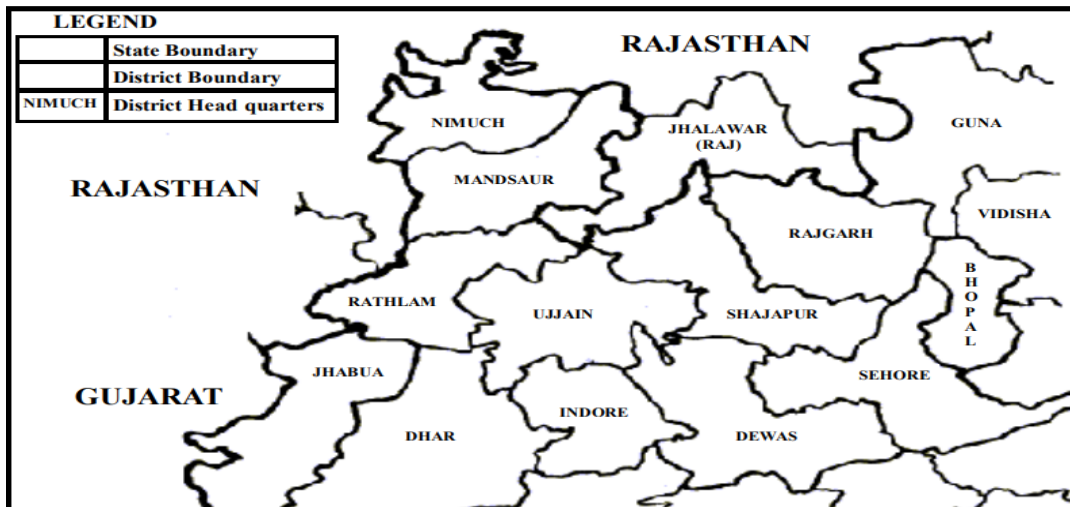 LEGEND
State Boundary
District Boundary
NIMUCH District Head quarters
RAJASTHAN
NIMUCH
JHALAWAR
(RAJ)
GUNA
RAJASTHAN
MANDSAUR
VIDISHA
RAJGARH
BHOPAL
RATHLAM
UJJAIN
SHAJAPUR
JHABUA
SEHORE
GUJARAT
INDORE
DHAR
DEWAS